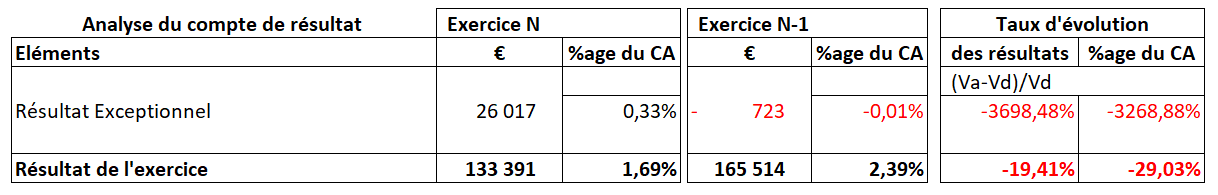 Analyse du compte de résultat Exercice N Exercice N-1 Taux d'évolution
Eléments € %age du CA € %age du CA des résultats %age du CA
(Va-Vd)/Vd
Résultat Exceptionnel 26 017 0,33% - 723 -0,01% -3698,48% -3268,88%
Résultat de l'exercice 133 391 1,69% 165 514 2,39% -19,41% -29,03%